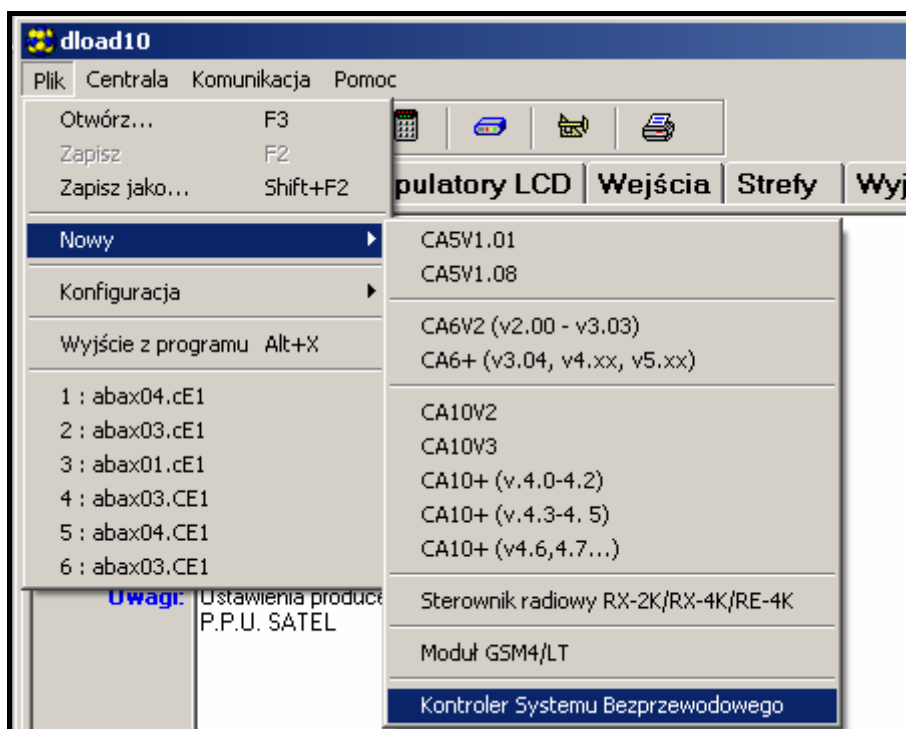 dload10
Plik Centrala Komunikacja Pomoc
Otwórz... F3
Zapisz F2
Zapisz jako... Shift+F2
pulatory LCD Wejścia Strefy Wyj
Nowy
Konfiguracja
Wyjście z programu Alt+X
1 : abax04.cE1
2 : abax03.cE1
3 : abax01.cE1
4 : abax03.CE1
5 : abax04.CE1
6 : abax03.CE1
CA5V1.01
CA5V1.08
CA6V2 (v2.00 - v3.03)
CA6+ (v3.04, v4.xx, v5.xx)
CA10V2
CA10V3
CA10+ (v.4.0-4.2)
CA10+ (v.4.3-4. 5)
CA10+ (v4.6,4.7...)
Sterownik radiowy RX-2K/RX-4K/RE-4K
Moduł GSM4/LT
Kontroler Systemu Bezprzewodowego
Uwagi: Ustawienia produce
P.P.U. SATEL